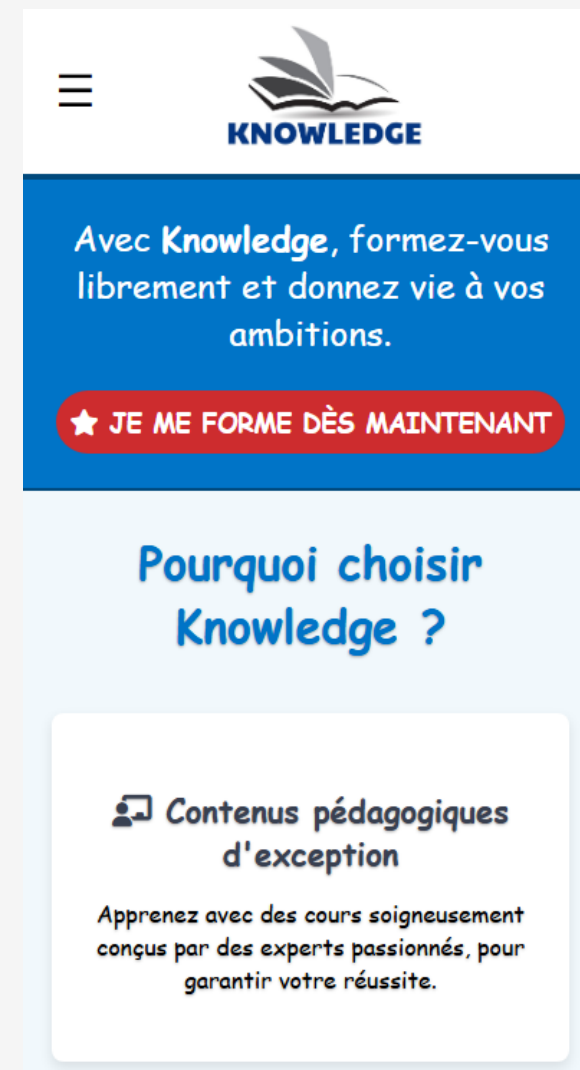 KNOWLEDGE
Avec Knowledge, formez-vous
librement et donnez vie à vos
ambitions.
JE ME FORME DÈS MAINTENANT
Pourquoi choisir
Knowledge ?
Contenus pédagogiques
d'exception
Apprenez avec des cours soigneusement
conçus par des experts passionnés, pour
garantir votre réussite.